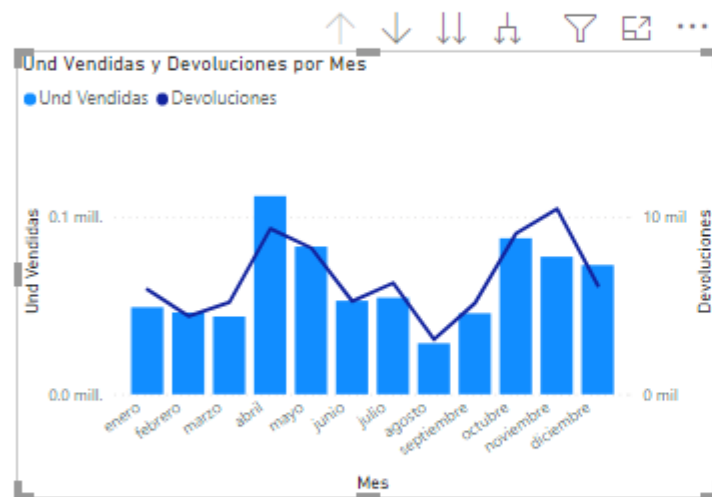 Und Vendidas y Devoluciones por Mes
Und Vendidas Devoluciones
Und Vendidas
0.1 mill.
0.0 mill.
10 mil
0 mil
Devoluciones
enero
febrero
marzo
abril
mayo
junio
julio
agosto
septiembre
octubre
noviembre
diciembre
Mes